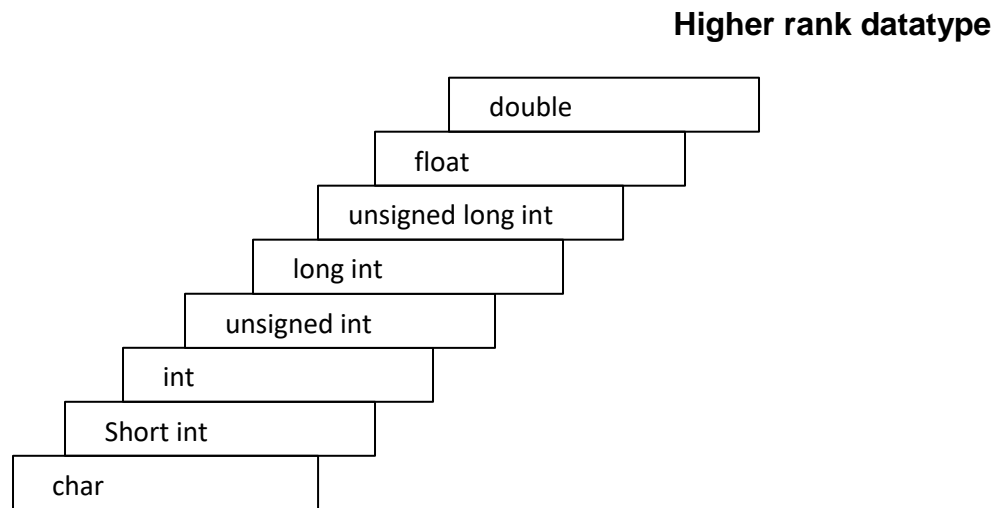 Higher rank datatype
double
float
unsigned long int
long int
unsigned int
int
Short int
char